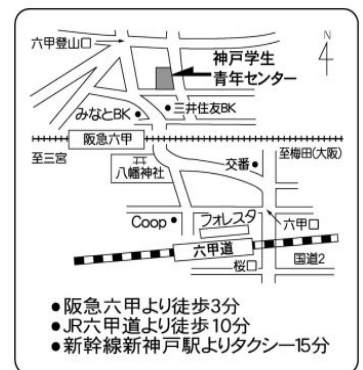 六甲登山口
N
4
神戸学生
青年センター
みなとBK
三井住友BK
阪急六甲
至三宮
至梅田(大阪)
八幡神社
交番
Coop
フォレスタ
六甲口
六甲道
桜口
国道2
●阪急六甲より徒歩3分
●JR六甲道より徒歩10分
●新幹線新神戸駅よりタクシー15分